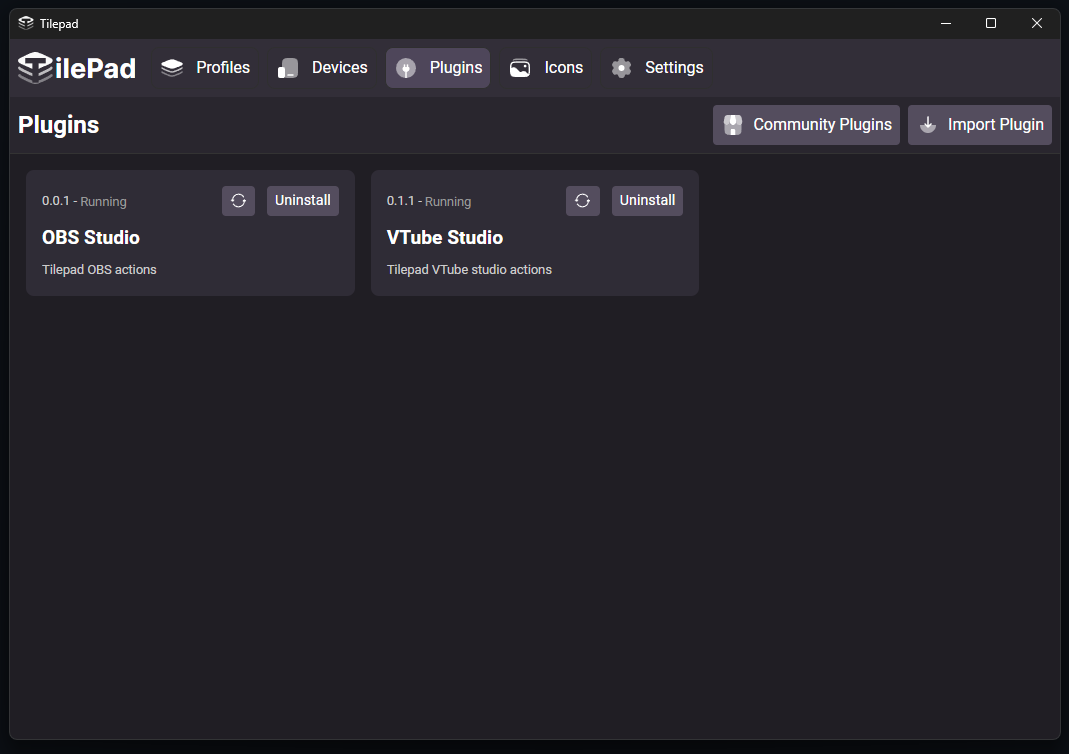 Tilepad
TilePad Profiles Devices Plugins Icons Settings
Plugins Community Plugins Import Plugin
0.0.1 - Running Uninstall
OBS Studio
Tilepad OBS actions
0.1.1 - Running Uninstall
VTube Studio
Tilepad VTube studio actions